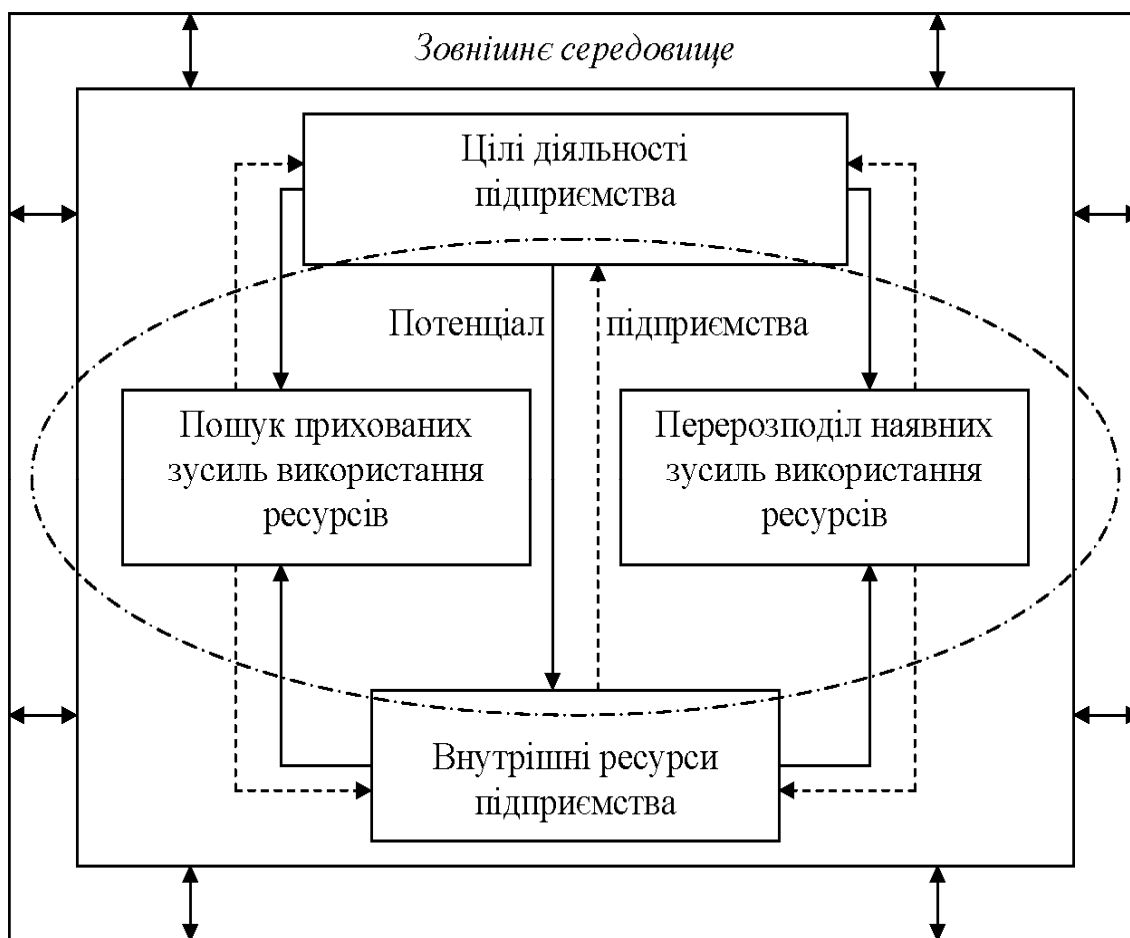 Зовнішнє середовище
Цілі діяльності
підприємства
Потенціал підприємства
Пошук прихованих
зусиль використання
ресурсів
Перерозподіл наявних
зусиль використання
ресурсів
Внутрішні ресурси
підприємства